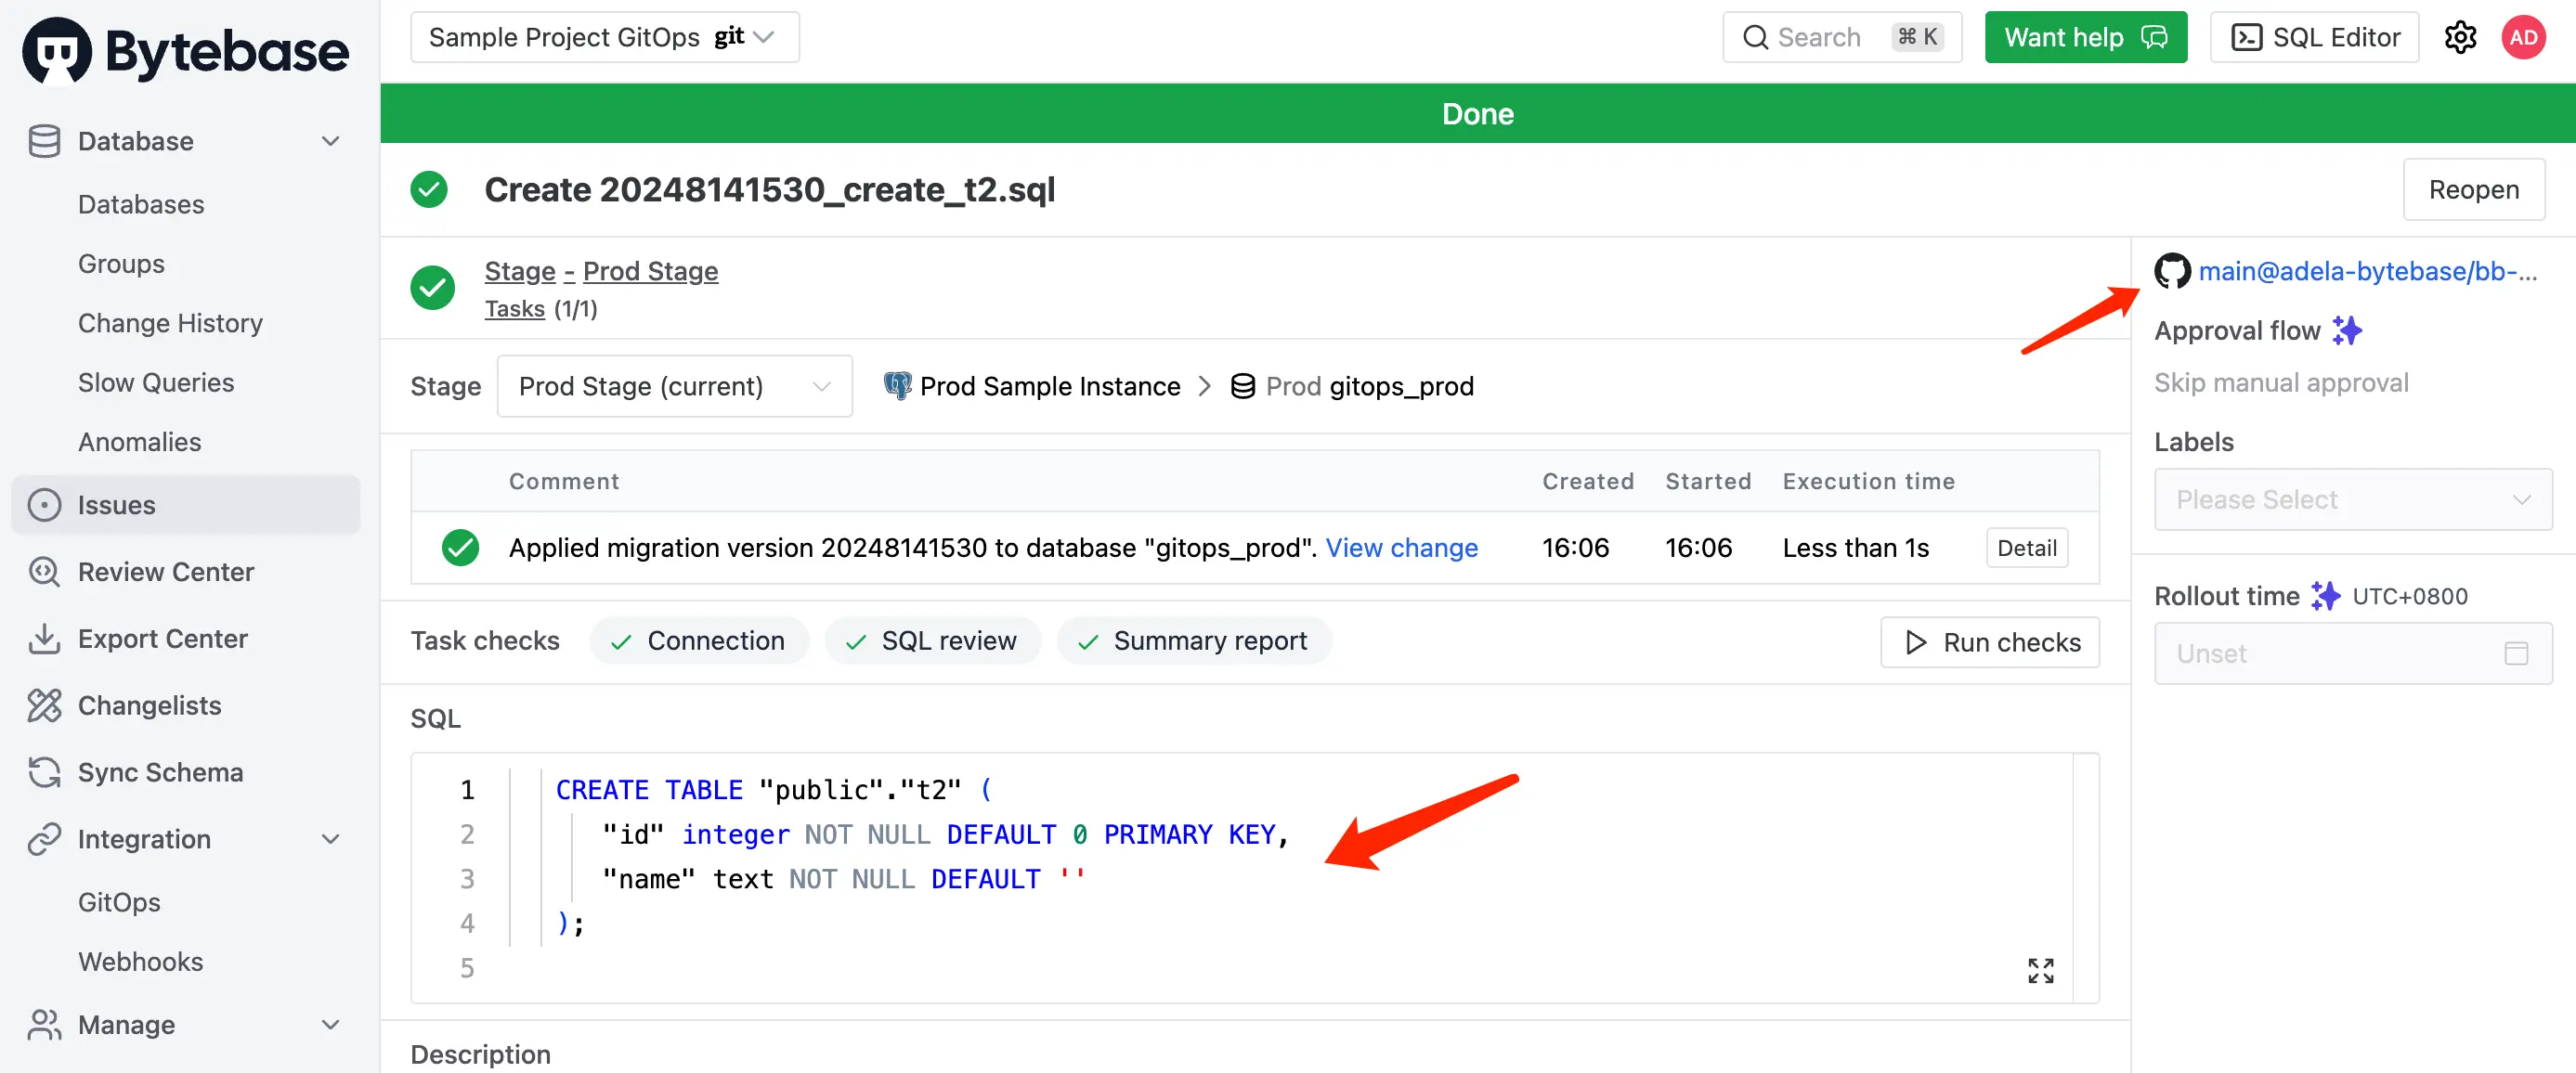 Bytebase
Sample Project GitOps git
Search ⌘ K
Want help
SQL Editor
AD
Database
Databases
Groups
Change History
Slow Queries
Anomalies
Issues
Review Center
Export Center
Changelists
Sync Schema
Integration
GitOps
Webhooks
Manage
Done
Create 20248141530_create_t2.sql
Reopen
Stage - Prod Stage
Tasks (1/1)
Stage Prod Stage (current) Prod Sample Instance > Prod gitops_prod
Comment Created Started Execution time
Applied migration version 20248141530 to database "gitops_prod". View change 16:06 16:06 Less than 1s Detail
Task checks Connection SQL review Summary report Run checks
SQL
1 CREATE TABLE "public"."t2" (
2 "id" integer NOT NULL DEFAULT 0 PRIMARY KEY,
3 "name" text NOT NULL DEFAULT ''
4 );
5
Description
main@adela-bytebase/bb-...
Approval flow
Skip manual approval
Labels
Please Select
Rollout time UTC+0800
Unset